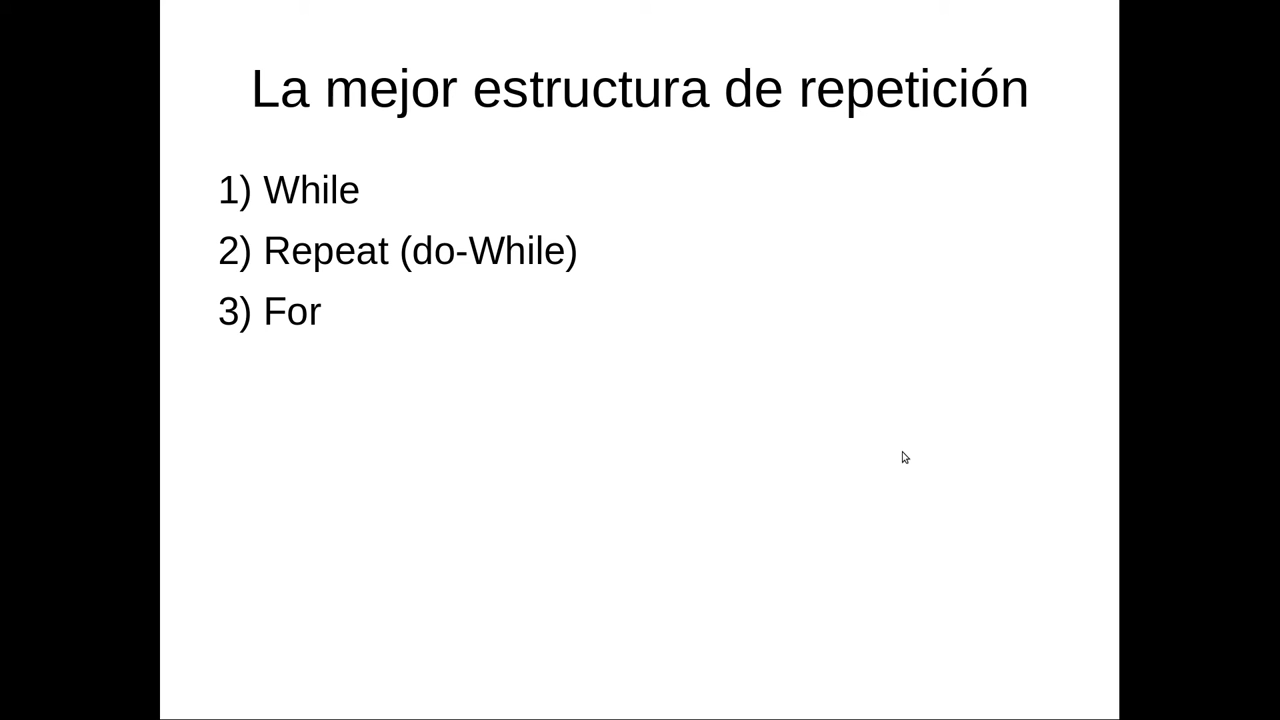 La mejor estructura de repetición
1) While
2) Repeat (do-While)
3) For